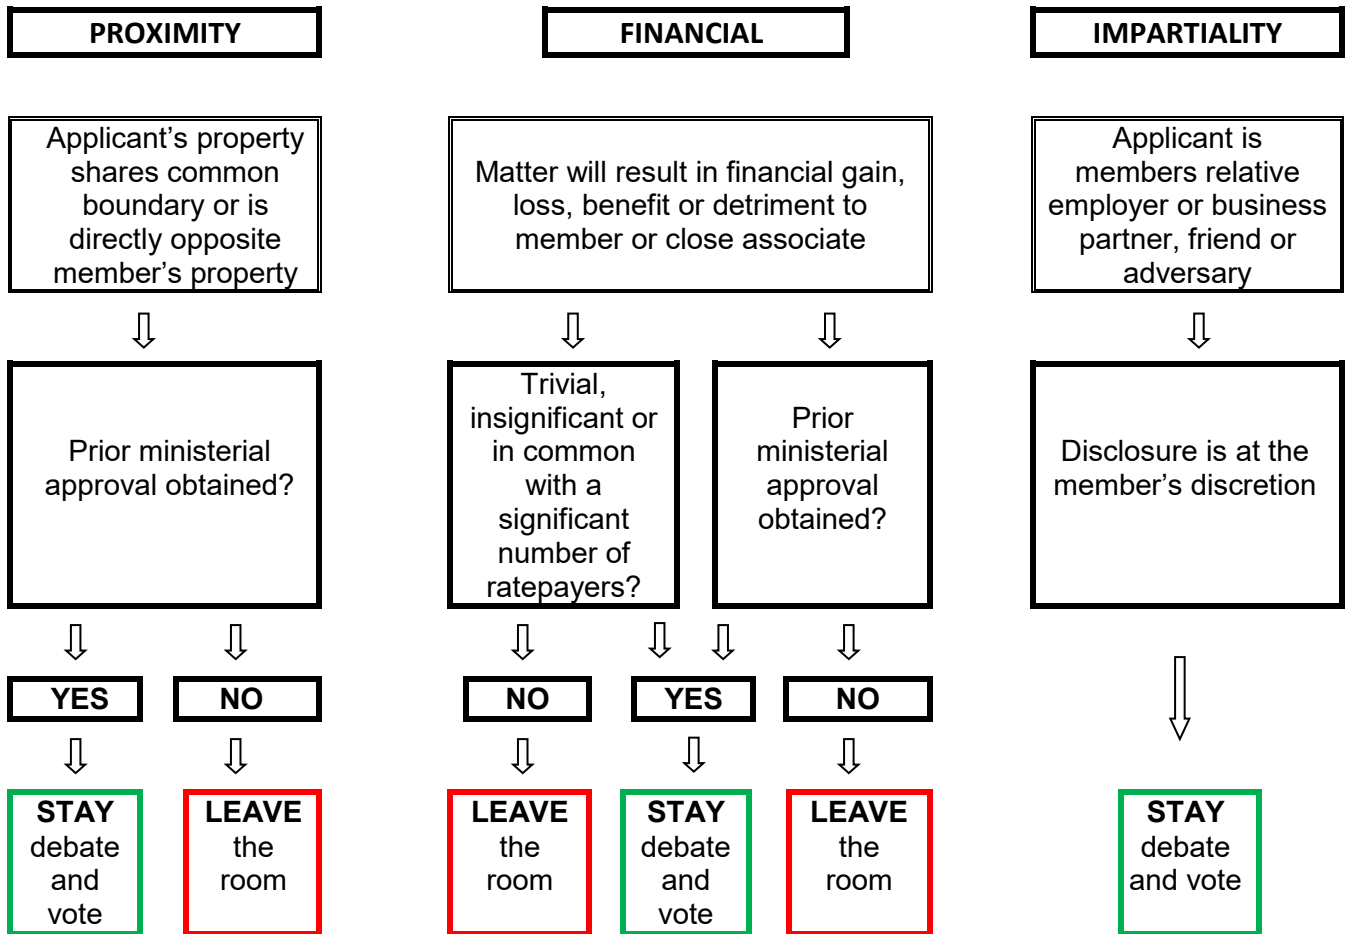 PROXIMITY
FINANCIAL
IMPARTIALITY
Applicant’s property
shares common
boundary or is
directly opposite
member’s property
Matter will result in financial gain,
loss, benefit or detriment to
member or close associate
Applicant is
members relative
employer or business
partner, friend or
adversary
Prior ministerial
approval obtained?
Trivial,
insignificant or
in common
with a
significant
number of
ratepayers?
Prior
ministerial
approval
obtained?
Disclosure is at the
member’s discretion
YES
NO
NO
YES
NO
STAY
debate
and
vote
LEAVE
the
room
LEAVE
the
room
STAY
debate
and
vote
LEAVE
the
room
STAY
debate
and vote